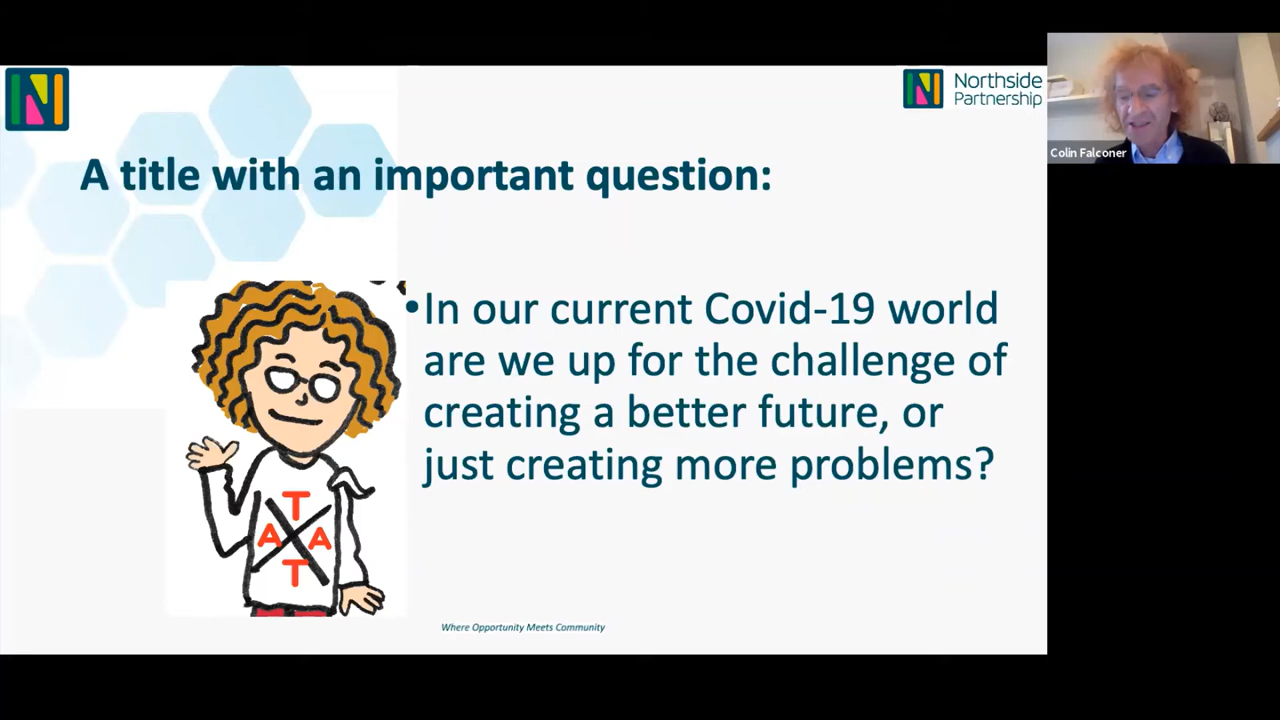 Northside
Partnership
Colin Falconer
A title with an important question:
•In our current Covid-19 world
are we up for the challenge of
creating a better future, or
just creating more problems?
T
A A
T
Where Opportunity Meets Community